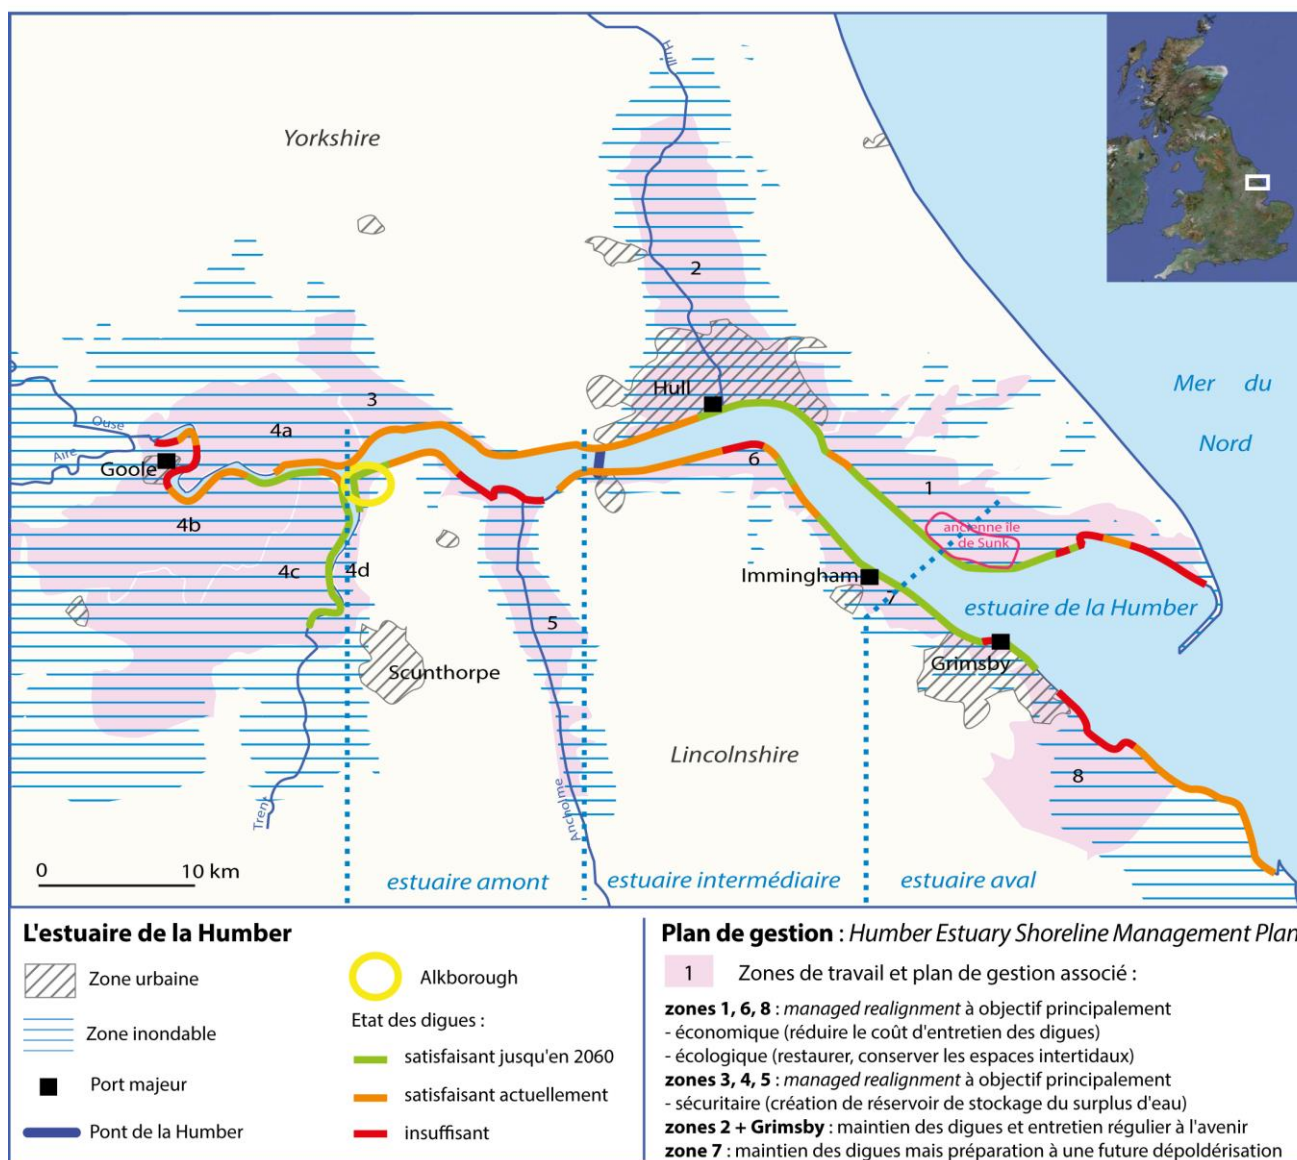 Hull
Yorkshire
2
Mer du
Nord
Hull
3
4a
Ouse
Aire
Goole
6
1
ancienne île
de Sunk
4b
4c
4d
Immingham
7
estuaire de la Humber
5
Scunthorpe
Grimsby
Lincolnshire
8
Trent
Ancholme
0 10 km
estuaire amont
estuaire intermédiaire
estuaire aval
L'estuaire de la Humber
Zone urbaine
Zone inondable
Port majeur
Pont de la Humber
Alkborough
Etat des digues :
satisfaisant jusqu'en 2060
satisfaisant actuellement
insuffisant
Plan de gestion : Humber Estuary Shoreline Management Plan
1 Zones de travail et plan de gestion associé :
zones 1, 6, 8 : managed realignment à objectif principalement
- économique (réduire le coût d'entretien des digues)
- écologique (restaurer, conserver les espaces intertidaux)
zones 3, 4, 5 : managed realignment à objectif principalement
- sécuritaire (création de réservoir de stockage du surplus d'eau)
zones 2 + Grimsby : maintien des digues et entretien régulier à l'avenir
zone 7 : maintien des digues mais préparation à une future dépoldérisation